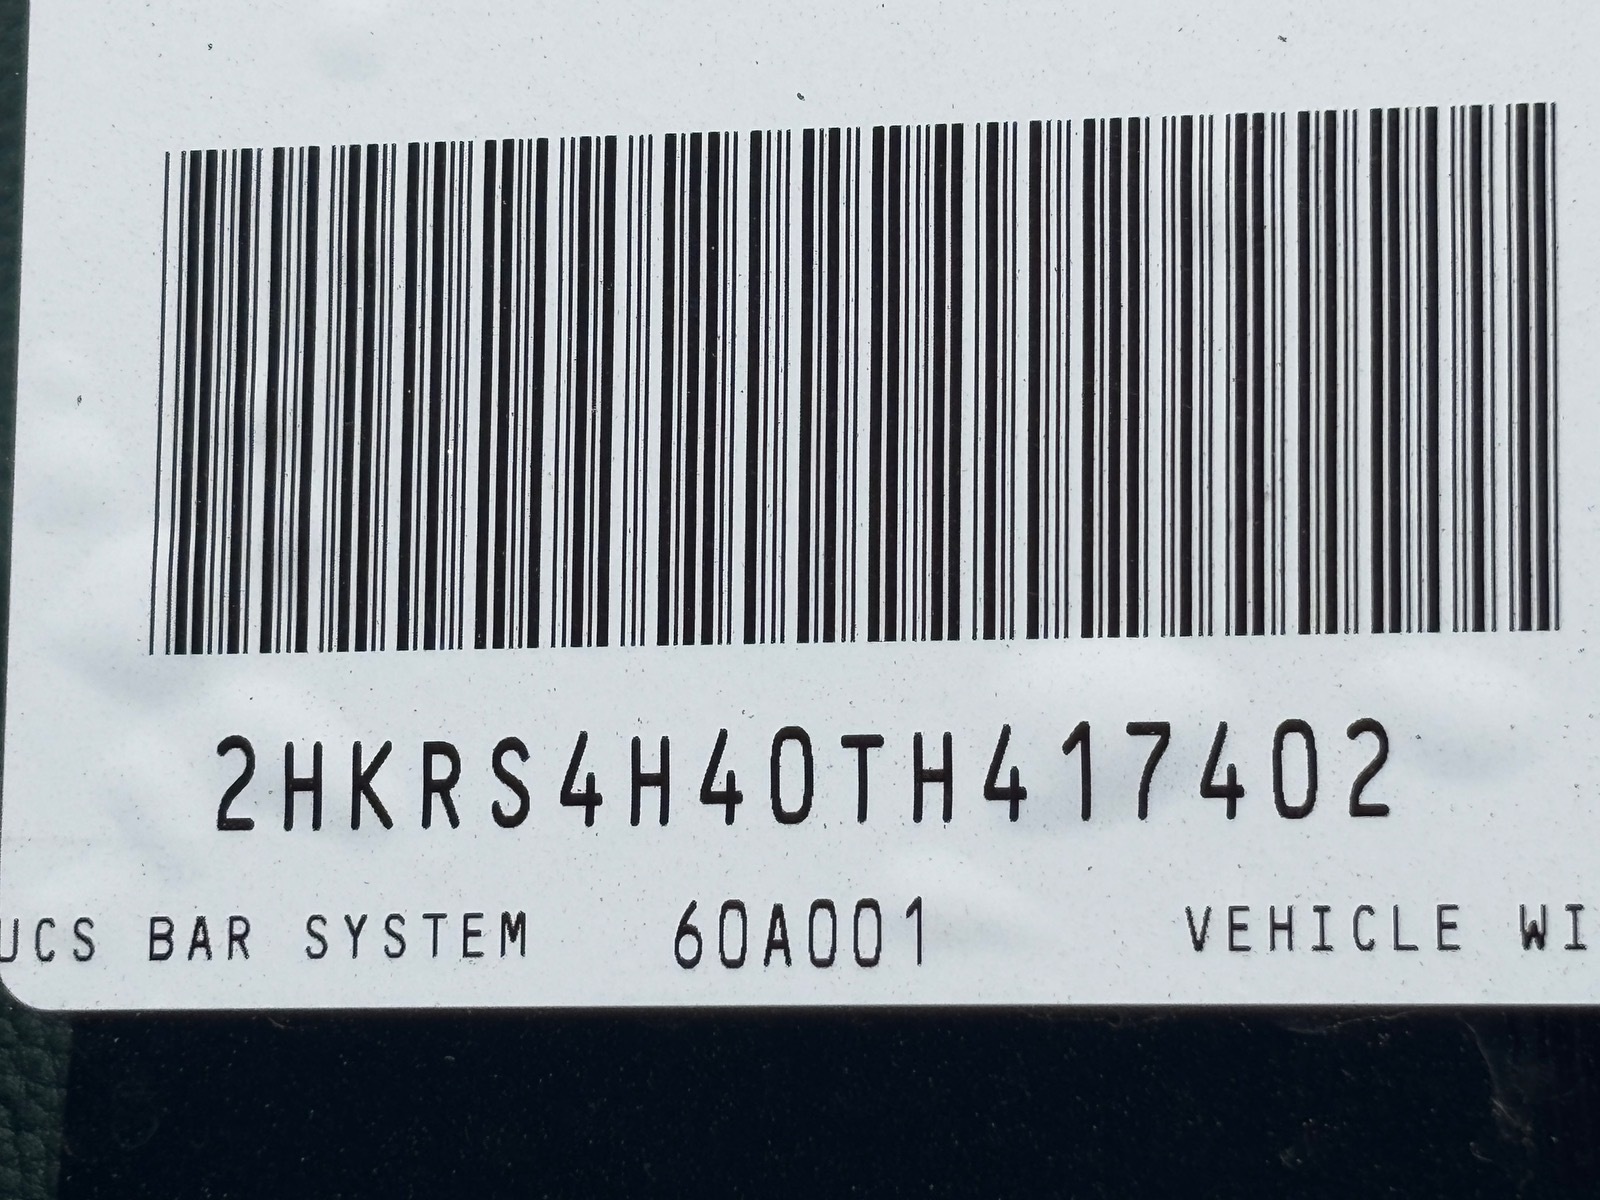 2HKRS4H40TH417402
UCS BAR SYSTEM 60A001 VEHICLE WI